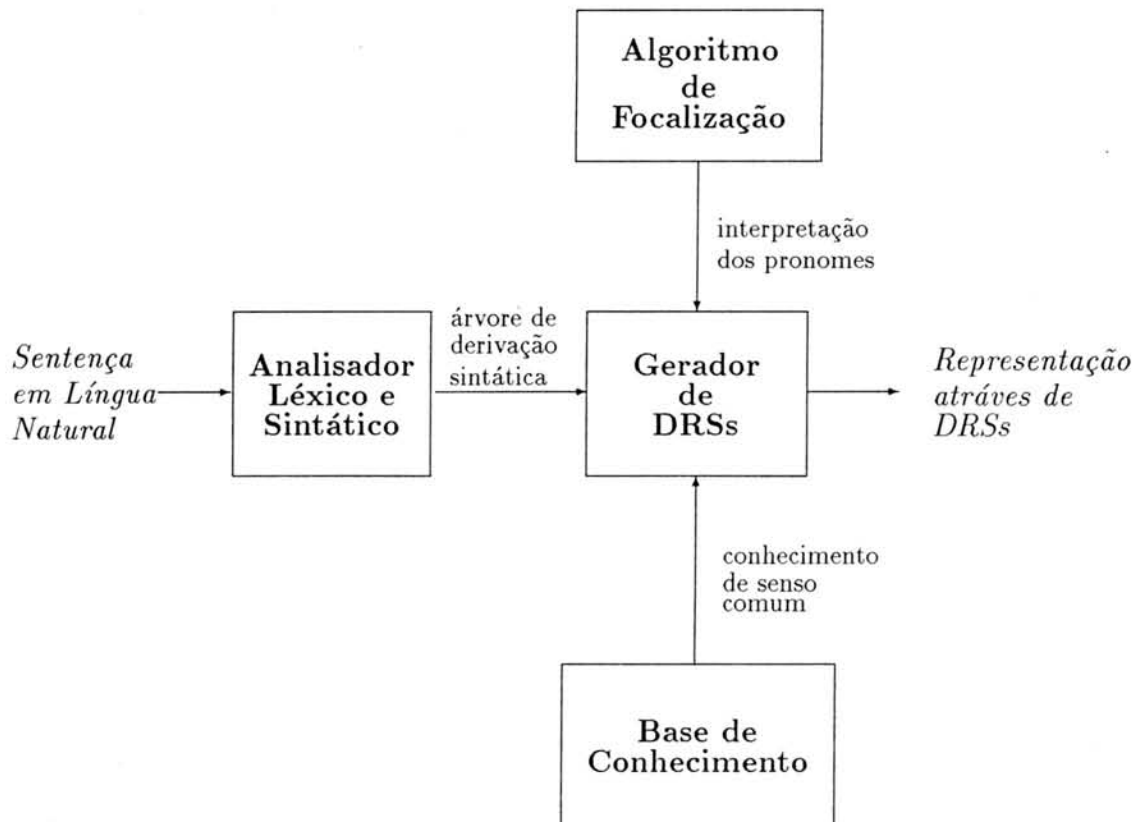 Algoritmo
de
Focalização
interpretação
dos pronomes
Sentença
em Língua
Natural
Analisador
Léxico e
Sintático
árvore de
derivação
sintática
Gerador
de
DRSs
Representação
atráves de
DRSs
conhecimento
de senso
comum
Base de
Conhecimento